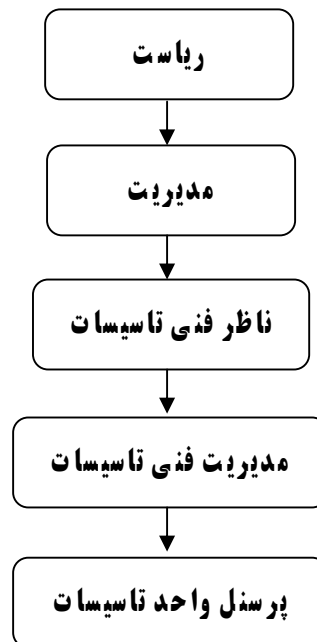 ریاست
مدیریت
ناظر فنی تاسیسات
مدیریت فنی تاسیسات
پرسنل واحد تاسیسات